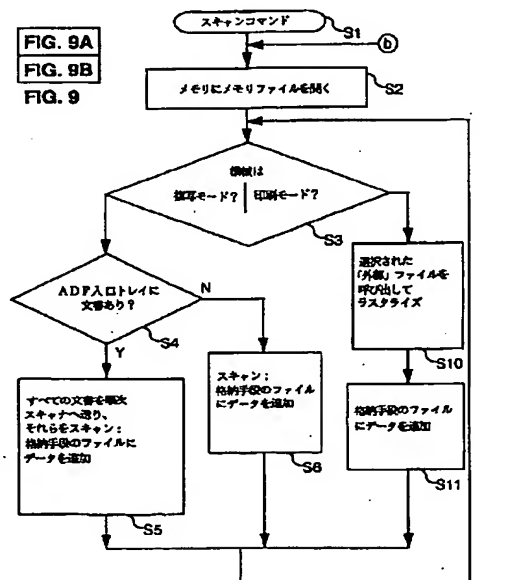 FIG. 9A
FIG. 9B
FIG. 9
スキャンコマンド
S1
b
メモリにメモリファイルを開く
S2
機械は
複写モード?
印刷モード?
S3
ADF入口トレイに
文書あり?
N
S4
Y
選択された
「外部」ファイルを
呼び出して
ラスタライズ
S10
すべての文書を順次
スキャナへ送り、
それらをスキャン:
格納手段のファイルに
データを追加
S5
スキャン:
格納手段のファイル
にデータを追加
S6
格納手段のファイル
にデータを追加
S11